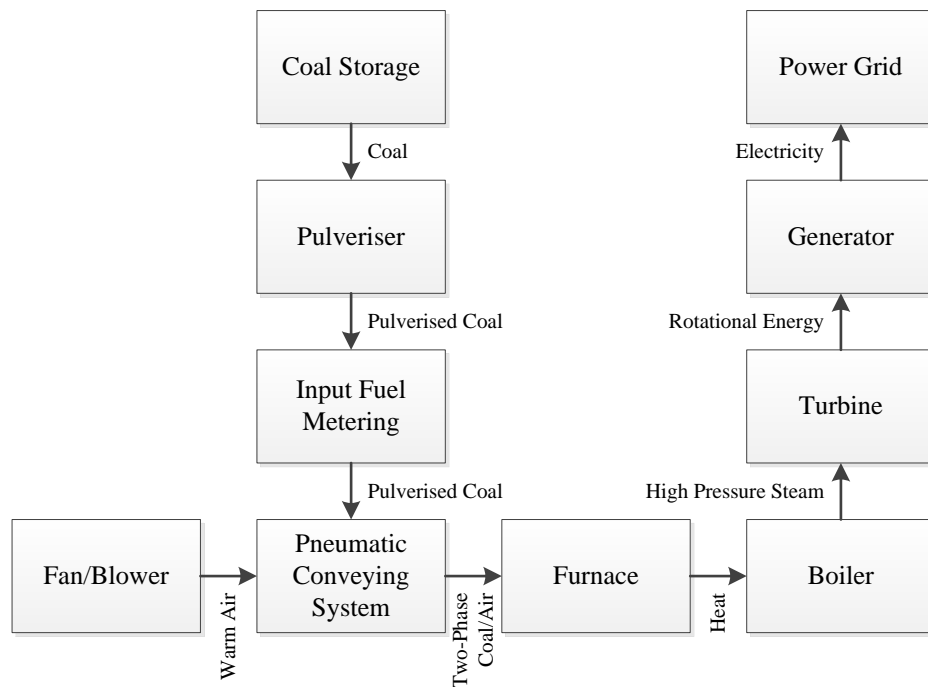 Coal Storage
Power Grid
Coal
Electricity
Pulveriser
Generator
Pulverised Coal
Rotational Energy
Input Fuel
Metering
Turbine
Pulverised Coal
High Pressure Steam
Fan/Blower
Pneumatic
Conveying
System
Furnace
Boiler
Warm Air
Two-Phase
Coal/Air
Heat